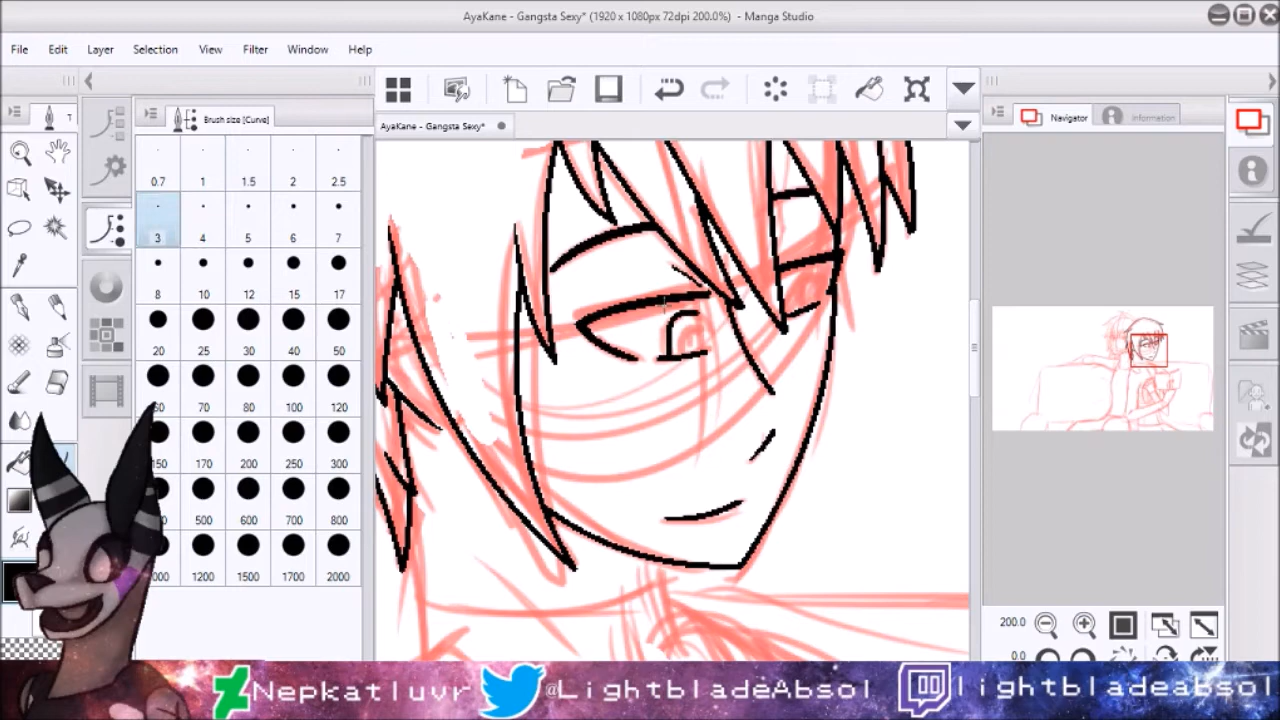 AyaKane - Gangsta Sexy* (1920 x 1080px 72dpi 200.0%) - Manga Studio
File Edit Layer Selection View Filter Window Help
T
Brush size [Curve]
AyaKane - Gangsta Sexy*
Navigator
Information
0.7 1 1.5 2 2.5
3 4 5 6 7
8 10 12 15 17
20 25 30 40 50
70 80 100 120
150 170 200 250 300
500 600 700 800
1200 1500 1700 2000
200.0
0.0
Nepkatluvr @LightbladeAbsol lightbladeabsol